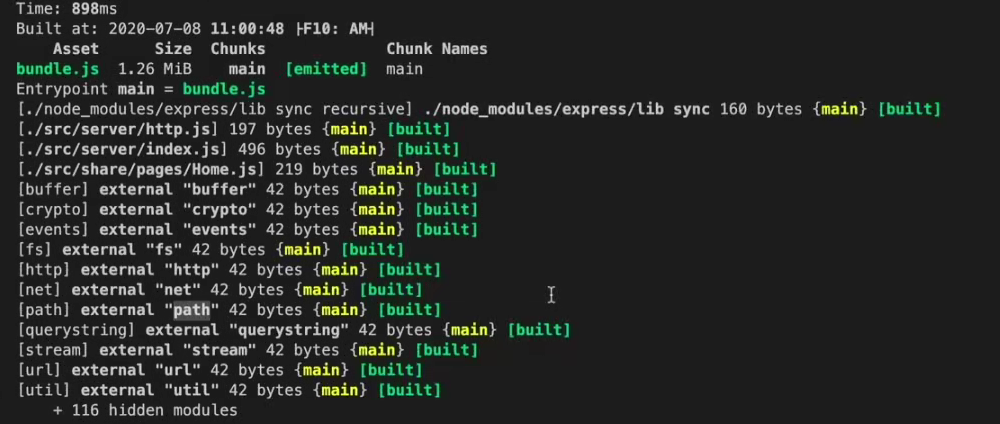 Time: 898ms
Built at: 2020-07-08 11:00:48 ├F10: AM┤
Asset Size Chunks Chunk Names
bundle.js 1.26 MiB main [emitted] main
Entrypoint main = bundle.js
[./node_modules/express/lib sync recursive] ./node_modules/express/lib sync 160 bytes {main} [built]
[./src/server/http.js] 197 bytes {main} [built]
[./src/server/index.js] 496 bytes {main} [built]
[./src/share/pages/Home.js] 219 bytes {main} [built]
[buffer] external "buffer" 42 bytes {main} [built]
[crypto] external "crypto" 42 bytes {main} [built]
[events] external "events" 42 bytes {main} [built]
[fs] external "fs" 42 bytes {main} [built]
[http] external "http" 42 bytes {main} [built]
[net] external "net" 42 bytes {main} [built]
[path] external "path" 42 bytes {main} [built]
[querystring] external "querystring" 42 bytes {main} [built]
[stream] external "stream" 42 bytes {main} [built]
[url] external "url" 42 bytes {main} [built]
[util] external "util" 42 bytes {main} [built]
+ 116 hidden modules